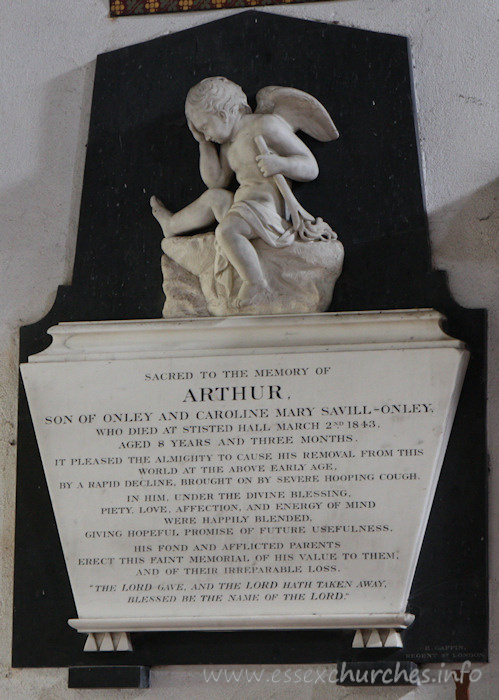 SACRED TO THE MEMORY OF
ARTHUR,
SON OF ONLEY AND CAROLINE MARY SAVILL-ONLEY,
WHO DIED AT STISTED HALL MARCH 2ND 1843,
AGED 8 YEARS AND THREE MONTHS.
IT PLEASED THE ALMIGHTY TO CAUSE HIS REMOVAL FROM THIS
WORLD AT THE ABOVE EARLY AGE,
BY A RAPID DECLINE, BROUGHT ON BY SEVERE HOOPING COUGH.
IN HIM, UNDER THE DIVINE BLESSING,
PIETY, LOVE, AFFECTION, AND ENERGY OF MIND
WERE HAPPILY BLENDED,
GIVING HOPEFUL PROMISE OF FUTURE USEFULNESS.
HIS FOND AND AFFLICTED PARENTS
ERECT THIS FAINT MEMORIAL OF HIS VALUE TO THEM,
AND OF THEIR IRREPARABLE LOSS.
"THE LORD GAVE, AND THE LORD HATH TAKEN AWAY,
BLESSED BE THE NAME OF THE LORD."
E. GAFFIN,
REGENT ST LONDON
www.essexchurches.info